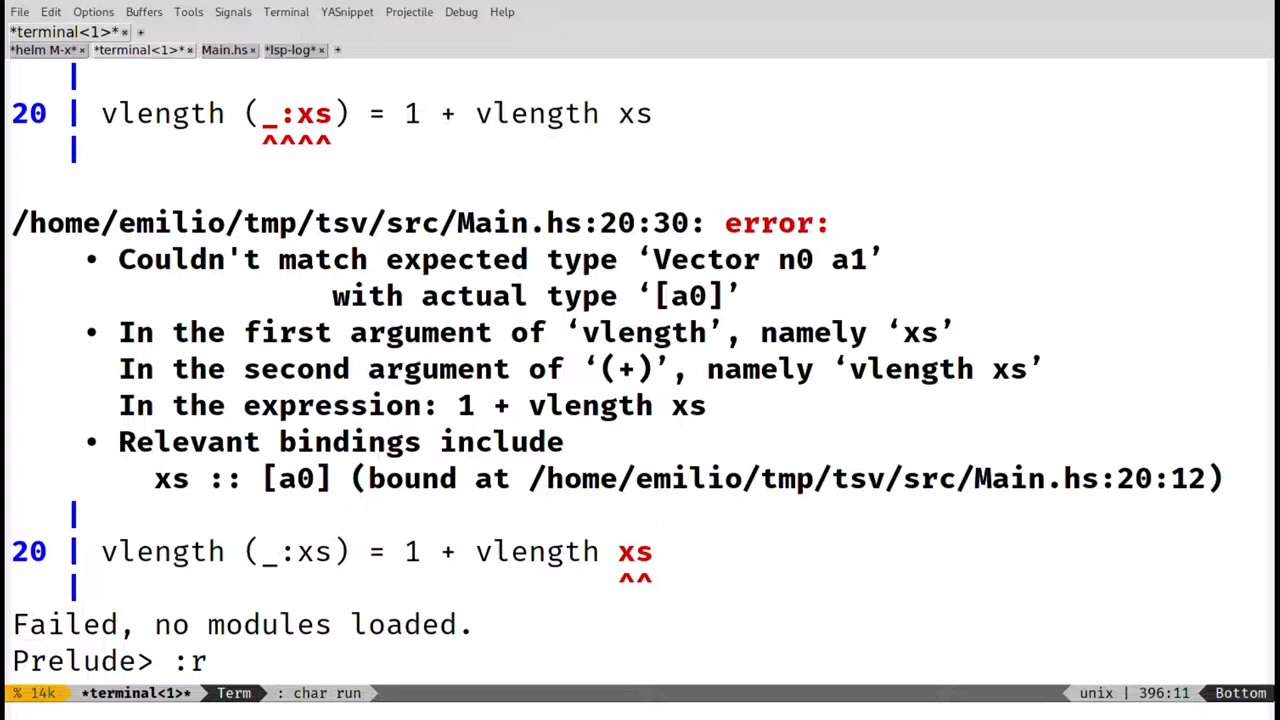 File Edit Options Buffers Tools Signals Terminal YASnippet Projectile Debug Help
*terminal<1>*× +
*helm M-x*× *terminal<1>*× Main.hs× *lsp-log*× +
|
20 | vlength (_:xs) = 1 + vlength xs
| ^^^^
/home/emilio/tmp/tsv/src/Main.hs:20:30: error:
• Couldn't match expected type ‘Vector n0 a1’
with actual type ‘[a0]’
• In the first argument of ‘vlength’, namely ‘xs’
In the second argument of ‘(+)’, namely ‘vlength xs’
In the expression: 1 + vlength xs
• Relevant bindings include
xs :: [a0] (bound at /home/emilio/tmp/tsv/src/Main.hs:20:12)
|
20 | vlength (_:xs) = 1 + vlength xs
| ^^
Failed, no modules loaded.
Prelude> :r
% 14k *terminal<1>* Term : char run unix | 396:11 Bottom